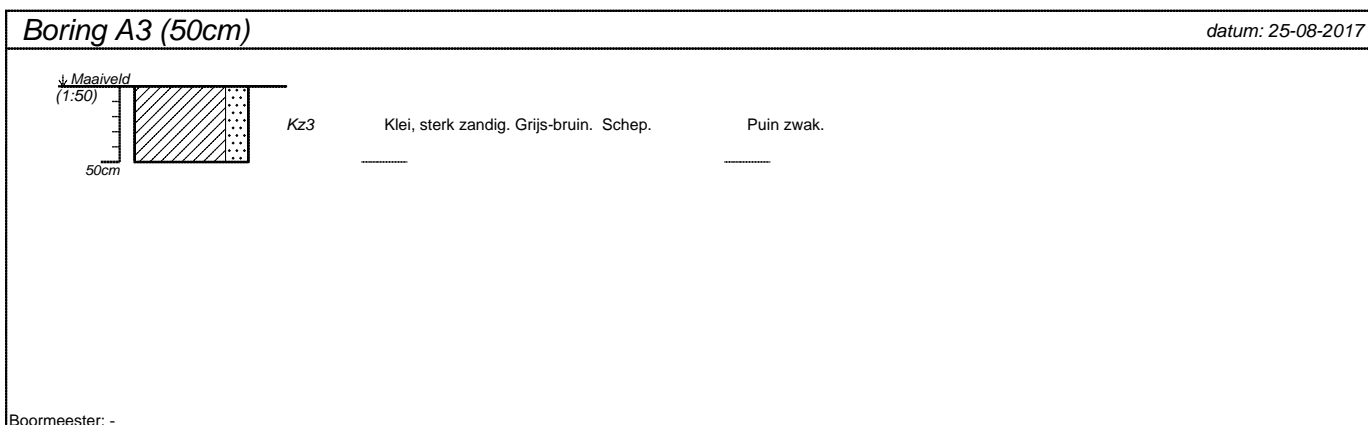 Boring A3 (50cm) datum: 25-08-2017
Maaiveld
(1:50)
Kz3 Klei, sterk zandig. Grijs-bruin. Schep. Puin zwak.
50cm
Boormeester: -